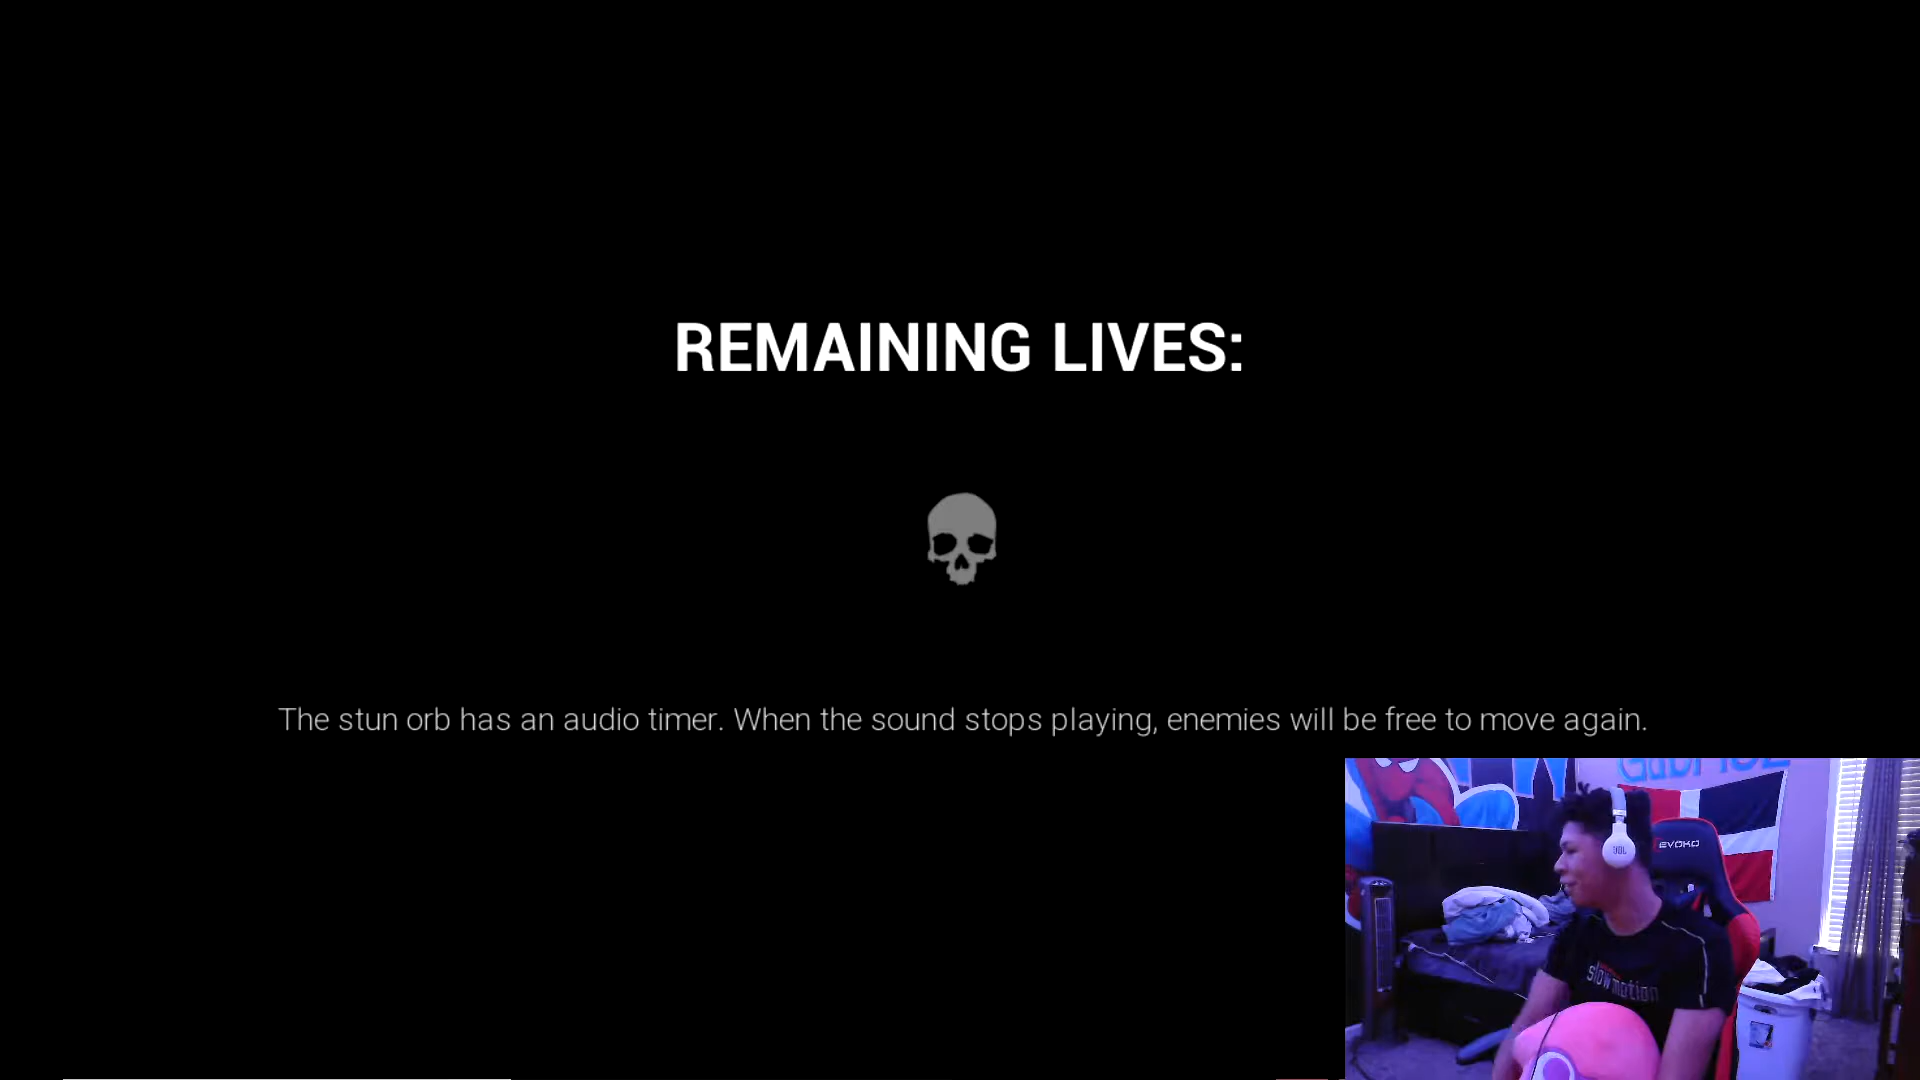 REMAINING LIVES:
The stun orb has an audio timer. When the sound stops playing, enemies will be free to move again.
EVOKO
JBL
slowmotion